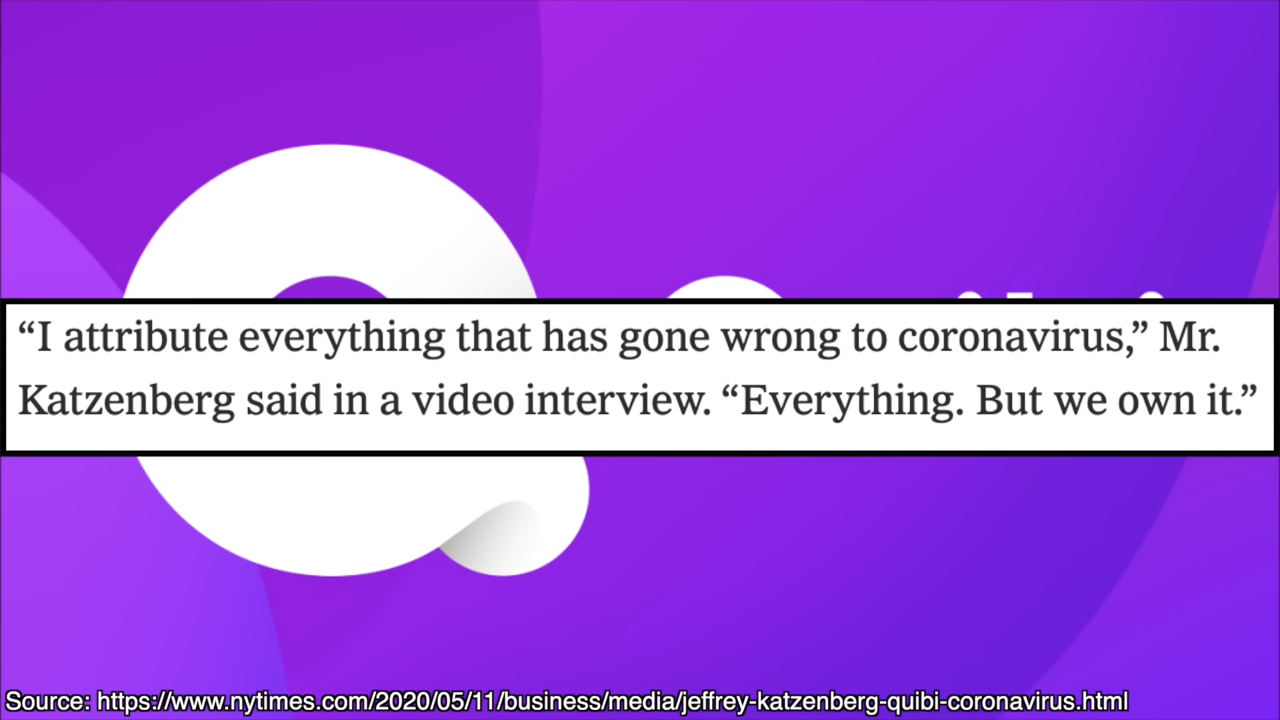 “I attribute everything that has gone wrong to coronavirus,” Mr.
Katzenberg said in a video interview. “Everything. But we own it.”
Source: https://www.nytimes.com/2020/05/11/business/media/jeffrey-katzenberg-quibi-coronavirus.html